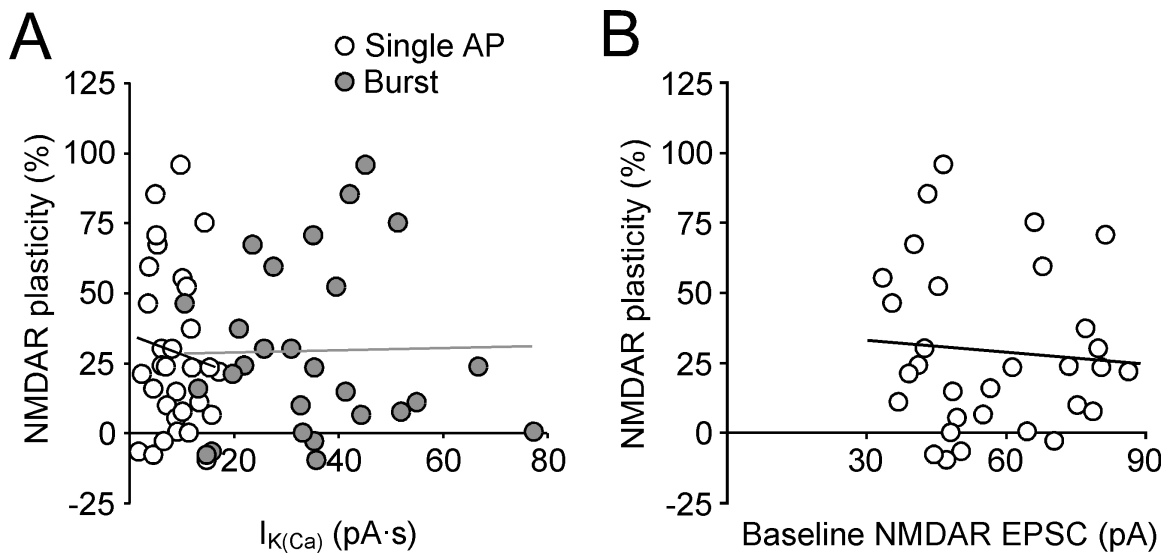 A
B
Single AP
Burst
NMDAR plasticity (%)
125
100
75
50
25
0
-25
20
40
60
80
I_K(Ca) (pA·s)
NMDAR plasticity (%)
125
100
75
50
25
0
-25
30
60
90
Baseline NMDAR EPSC (pA)